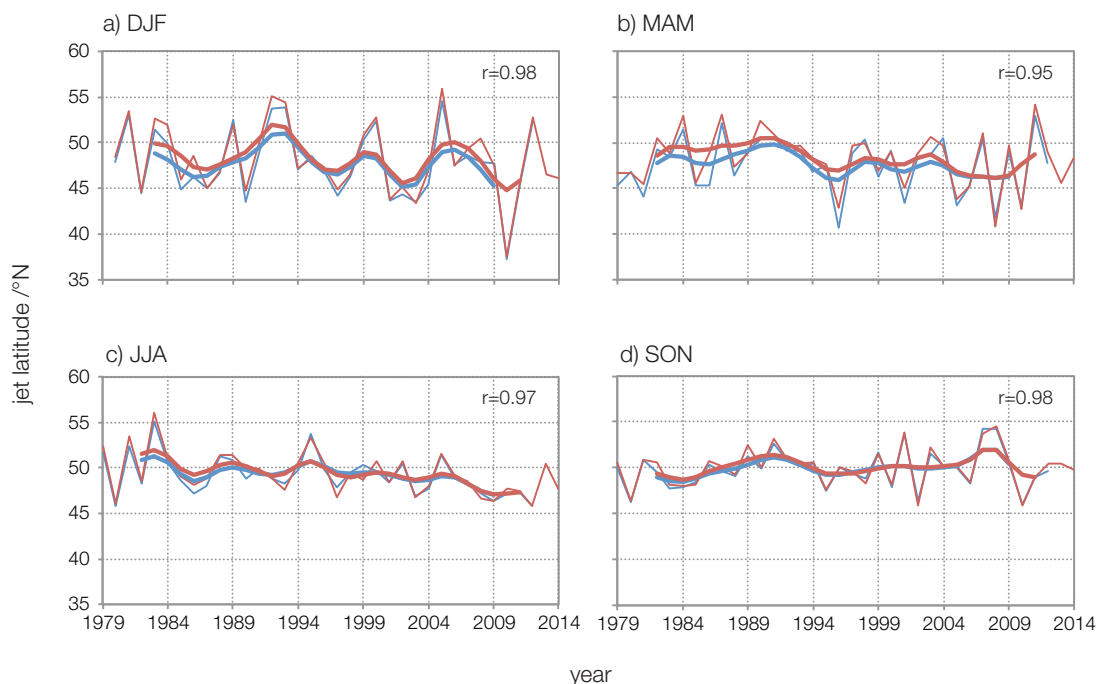 a) DJF
60
55
50
45
40
35
r=0.98
b) MAM
r=0.95
jet latitude /°N
c) JJA
60
55
50
45
40
35
r=0.97
1979 1984 1989 1994 1999 2004 2009 2014
d) SON
r=0.98
1979 1984 1989 1994 1999 2004 2009 2014
year